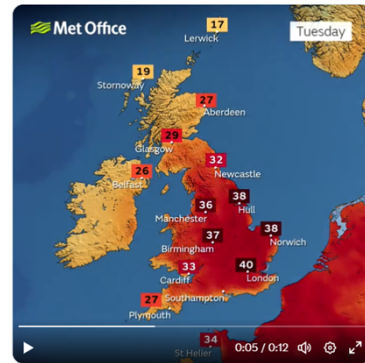 Met Office
Tuesday
17
Lerwick
19
Stornoway
27
Aberdeen
29
Glasgow
32
Newcastle
26
Belfast
36
Manchester
38
Hull
37
Birmingham
38
Norwich
33
Cardiff
40
London
27
Plymouth
Southampton
34
St Helier
0:05 / 0:12